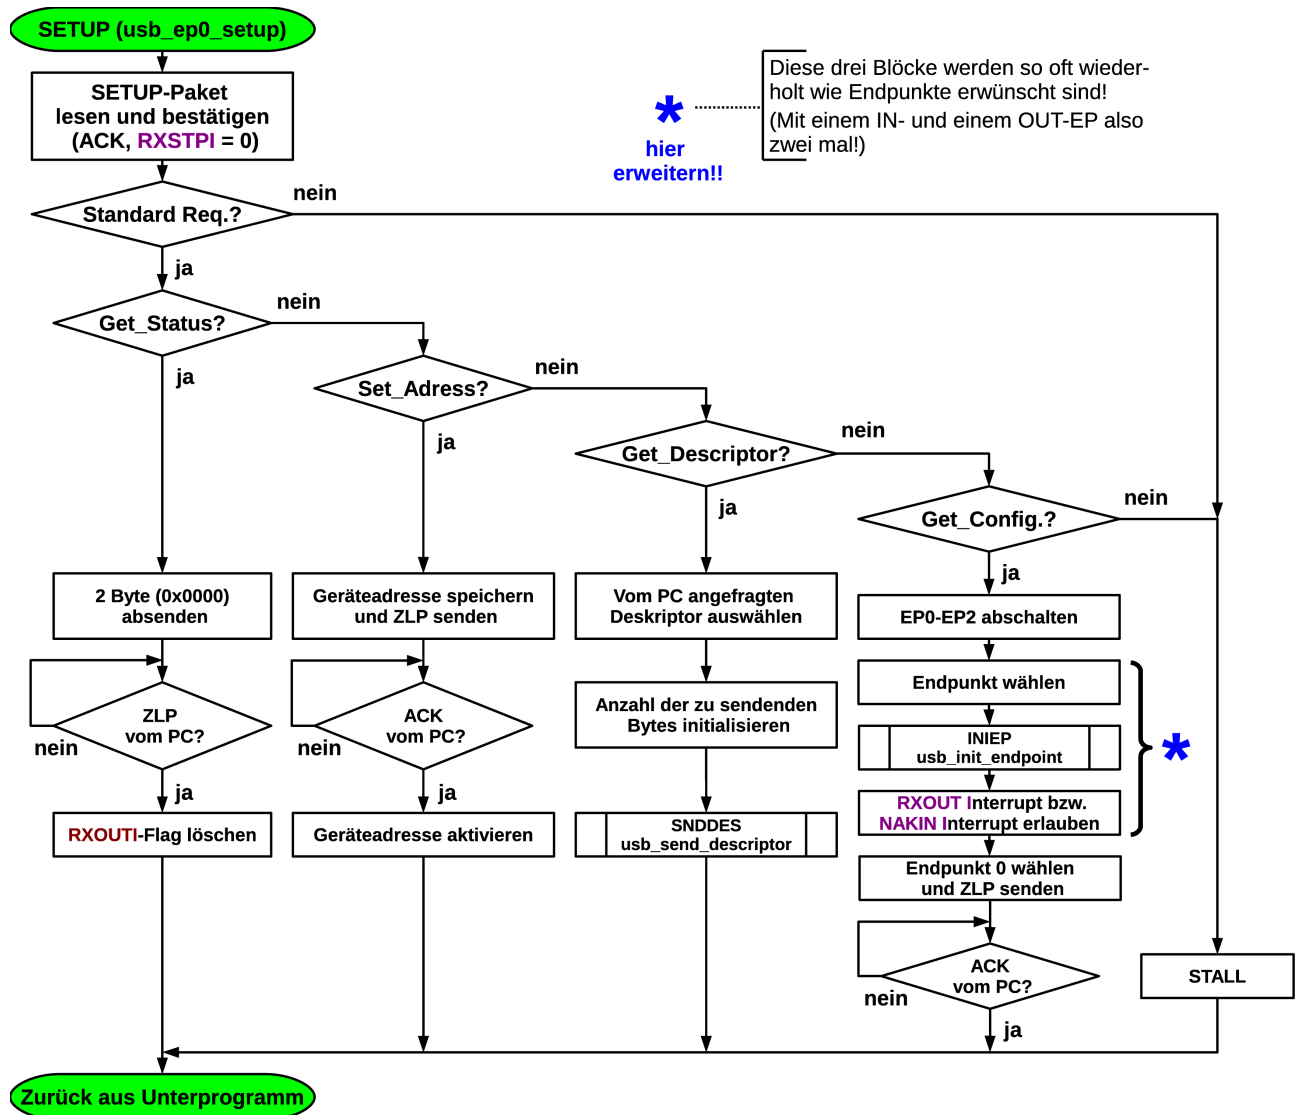 SETUP (usb_ep0_setup)
SETUP-Paket
lesen und bestätigen
(ACK, RXSTPI = 0)
*
hier
erweitern!!
Diese drei Blöcke werden so oft wieder-
holt wie Endpunkte erwünscht sind!
(Mit einem IN- und einem OUT-EP also
zwei mal!)
Standard Req.?
nein
ja
Get_Status?
nein
ja
Set_Adress?
nein
ja
Get_Descriptor?
nein
ja
Get_Config.?
nein
ja
2 Byte (0x0000)
absenden
ZLP
vom PC?
nein
ja
RXOUTI-Flag löschen
Geräteadresse speichern
und ZLP senden
ACK
vom PC?
nein
ja
Geräteadresse aktivieren
Vom PC angefragten
Deskriptor auswählen
Anzahl der zu sendenden
Bytes initialisieren
SNDDES
usb_send_descriptor
EP0-EP2 abschalten
Endpunkt wählen
INIEP
usb_init_endpoint
RXOUT Interrupt bzw.
NAKIN Interrupt erlauben
*
Endpunkt 0 wählen
und ZLP senden
ACK
vom PC?
nein
ja
STALL
Zurück aus Unterprogramm